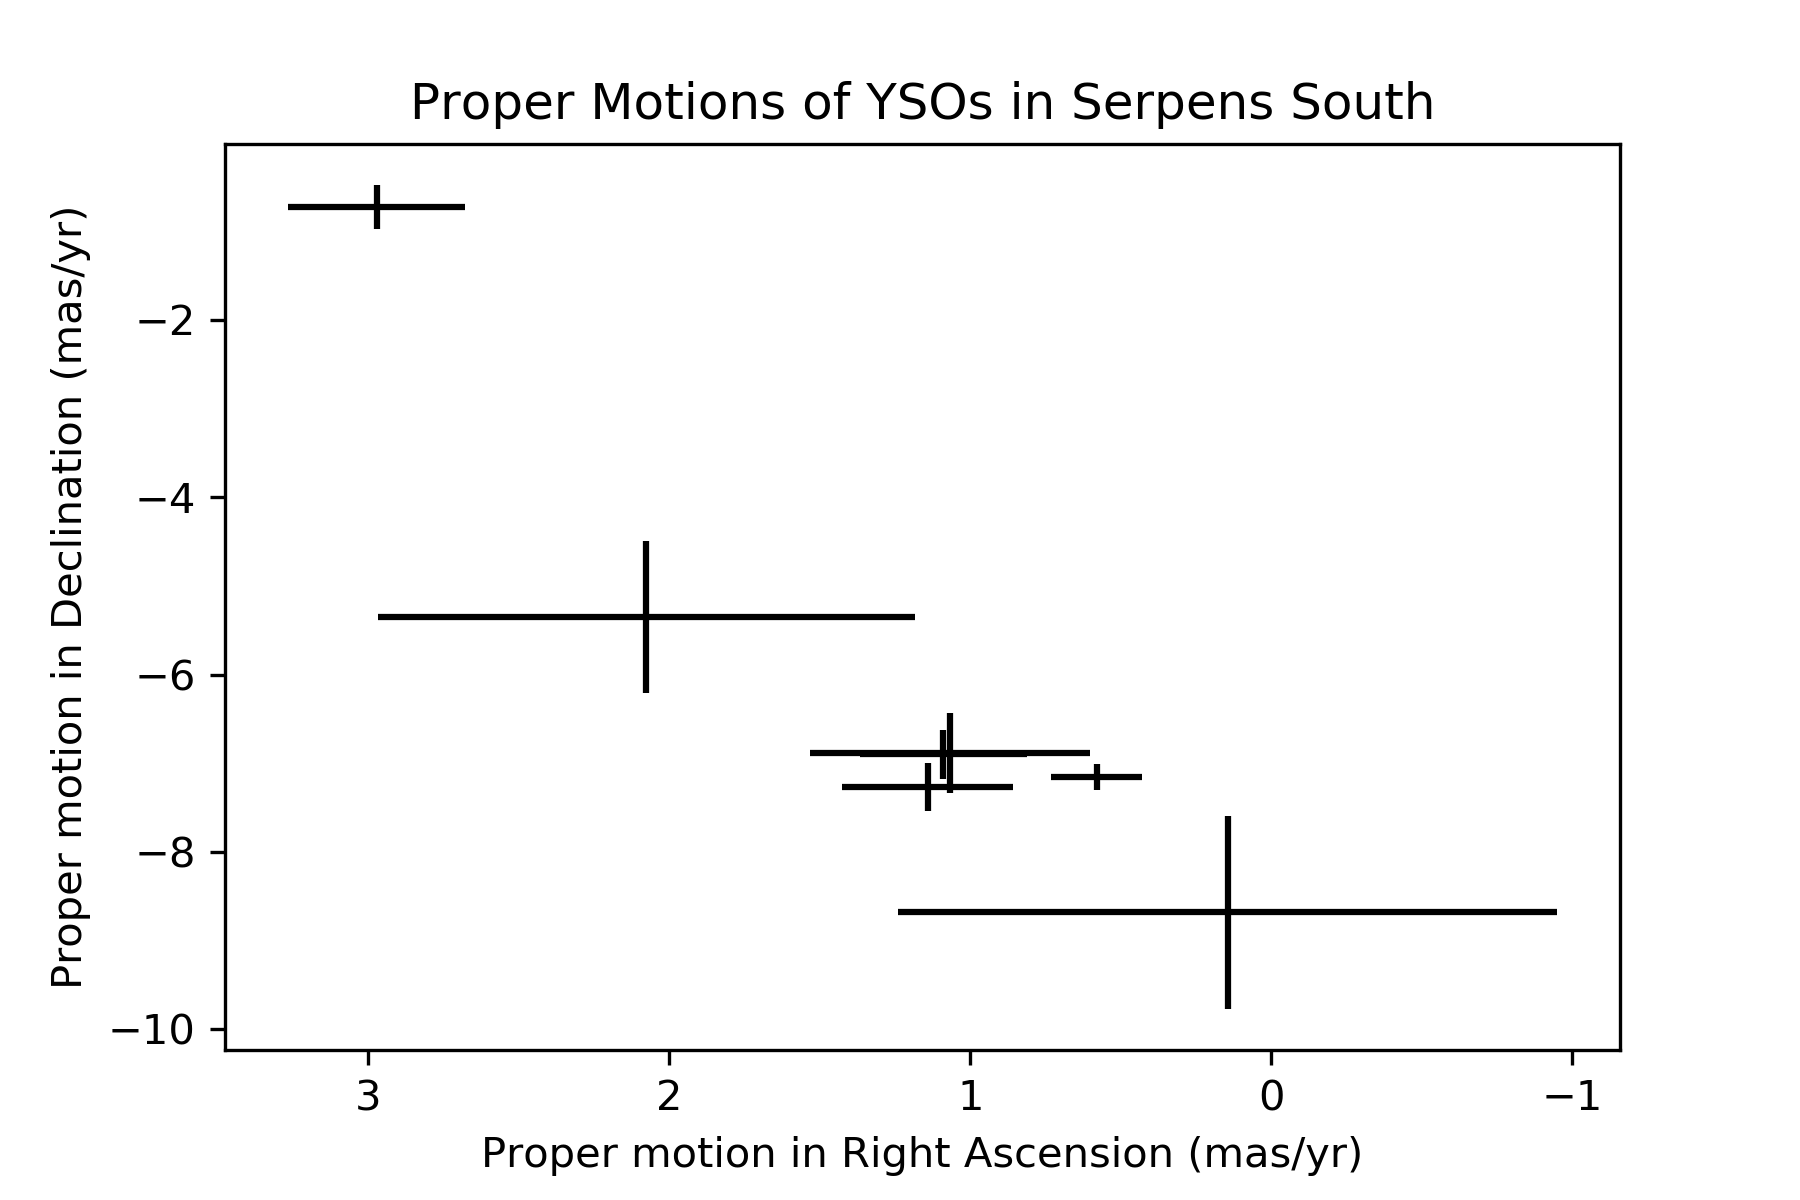 Proper Motions of YSOs in Serpens South
Proper motion in Declination (mas/yr)
−2
−4
−6
−8
−10
3 2 1 0 −1
Proper motion in Right Ascension (mas/yr)